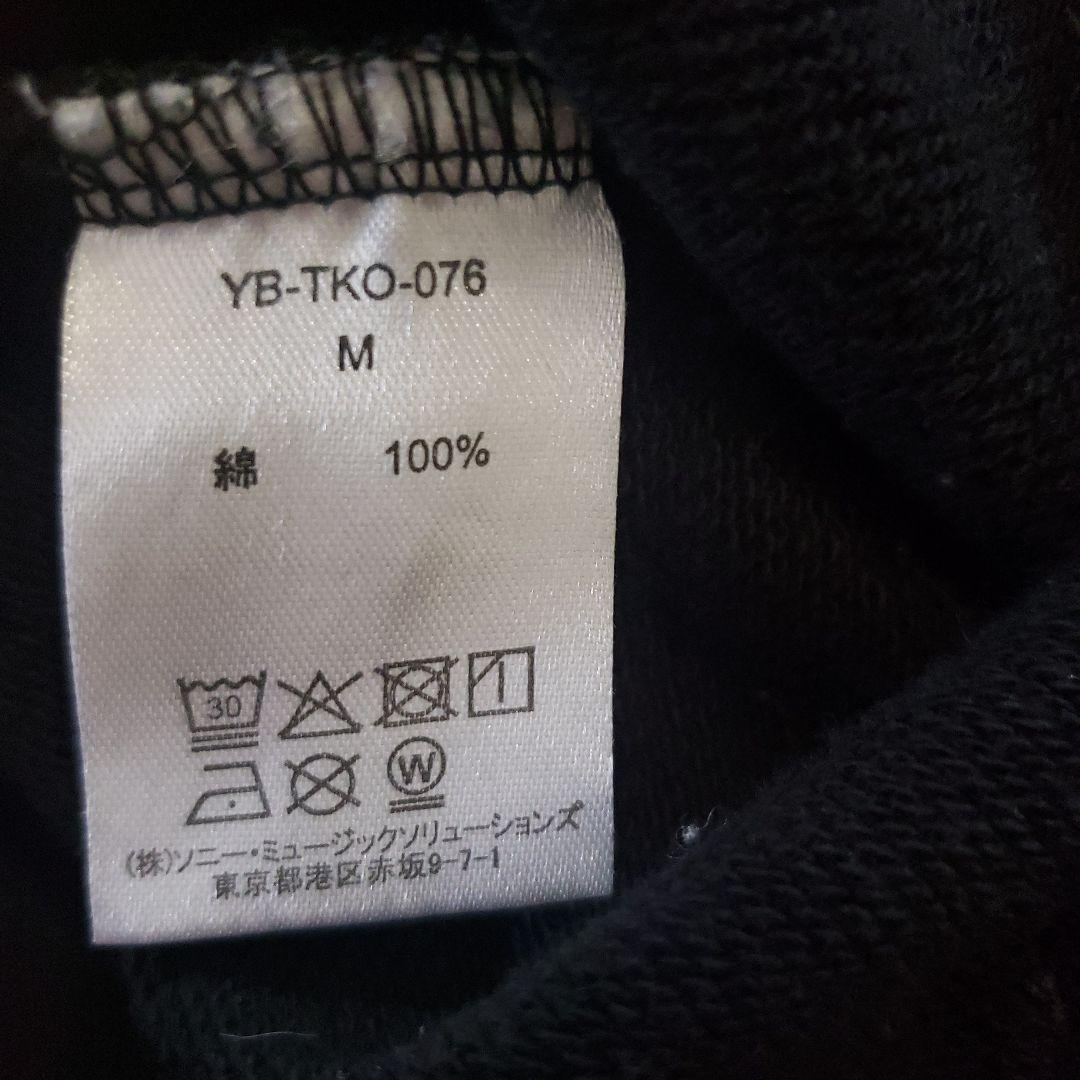 YB-TKO-076
M
綿 100%
30
W
(株)ソニー・ミュージックソリューションズ
東京都港区赤坂9-7-1